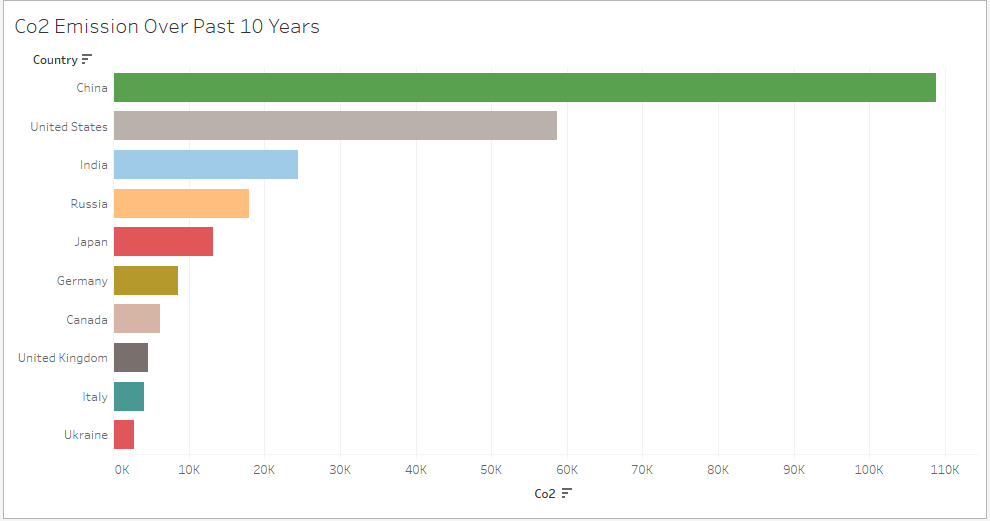 Co2 Emission Over Past 10 Years
Country
China
United States
India
Russia
Japan
Germany
Canada
United Kingdom
Italy
Ukraine
0K 10K 20K 30K 40K 50K 60K 70K 80K 90K 100K 110K
Co2